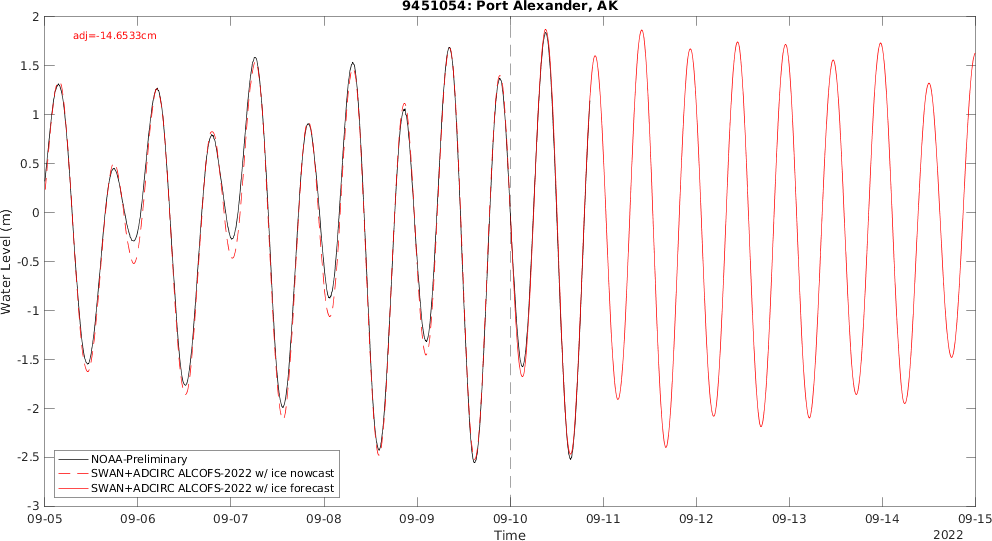 9451054: Port Alexander, AK
adj=-14.6533cm
Water Level (m)
2
1.5
1
0.5
0
-0.5
-1
-1.5
-2
-2.5
-3
NOAA-Preliminary
SWAN+ADCIRC ALCOFS-2022 w/ ice nowcast
SWAN+ADCIRC ALCOFS-2022 w/ ice forecast
09-05 09-06 09-07 09-08 09-09 09-10 09-11 09-12 09-13 09-14 09-15
Time
2022